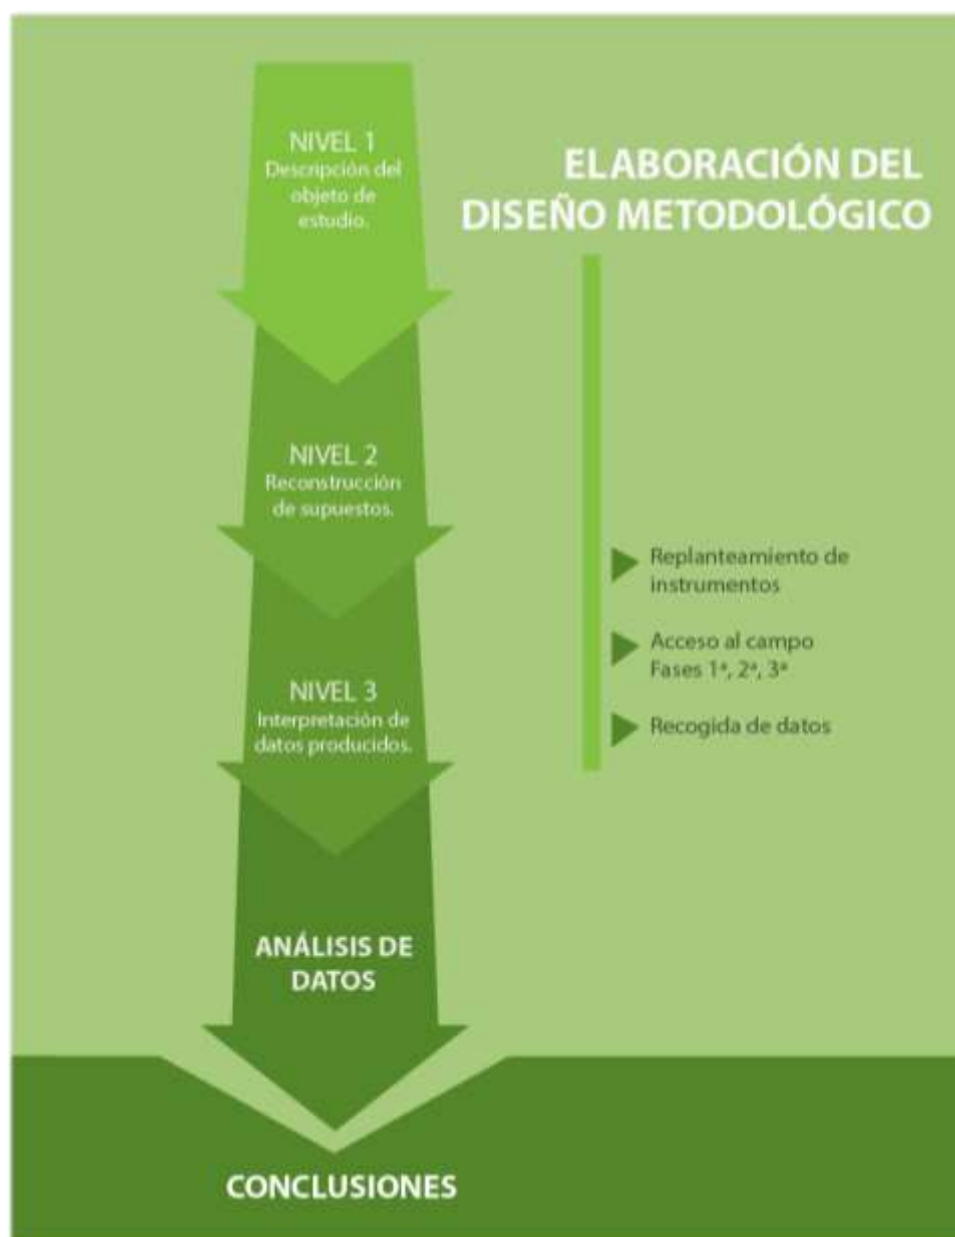 NIVEL 1
Descripción del
objeto de
estudio.
ELABORACIÓN DEL
DISEÑO METODOLÓGICO
NIVEL 2
Reconstrucción
de supuestos.
Replanteamiento de
instrumentos
Acceso al campo
Fases 1ª, 2ª, 3ª
Recogida de datos
NIVEL 3
Interpretación de
datos producidos.
ANÁLISIS DE
DATOS
CONCLUSIONES